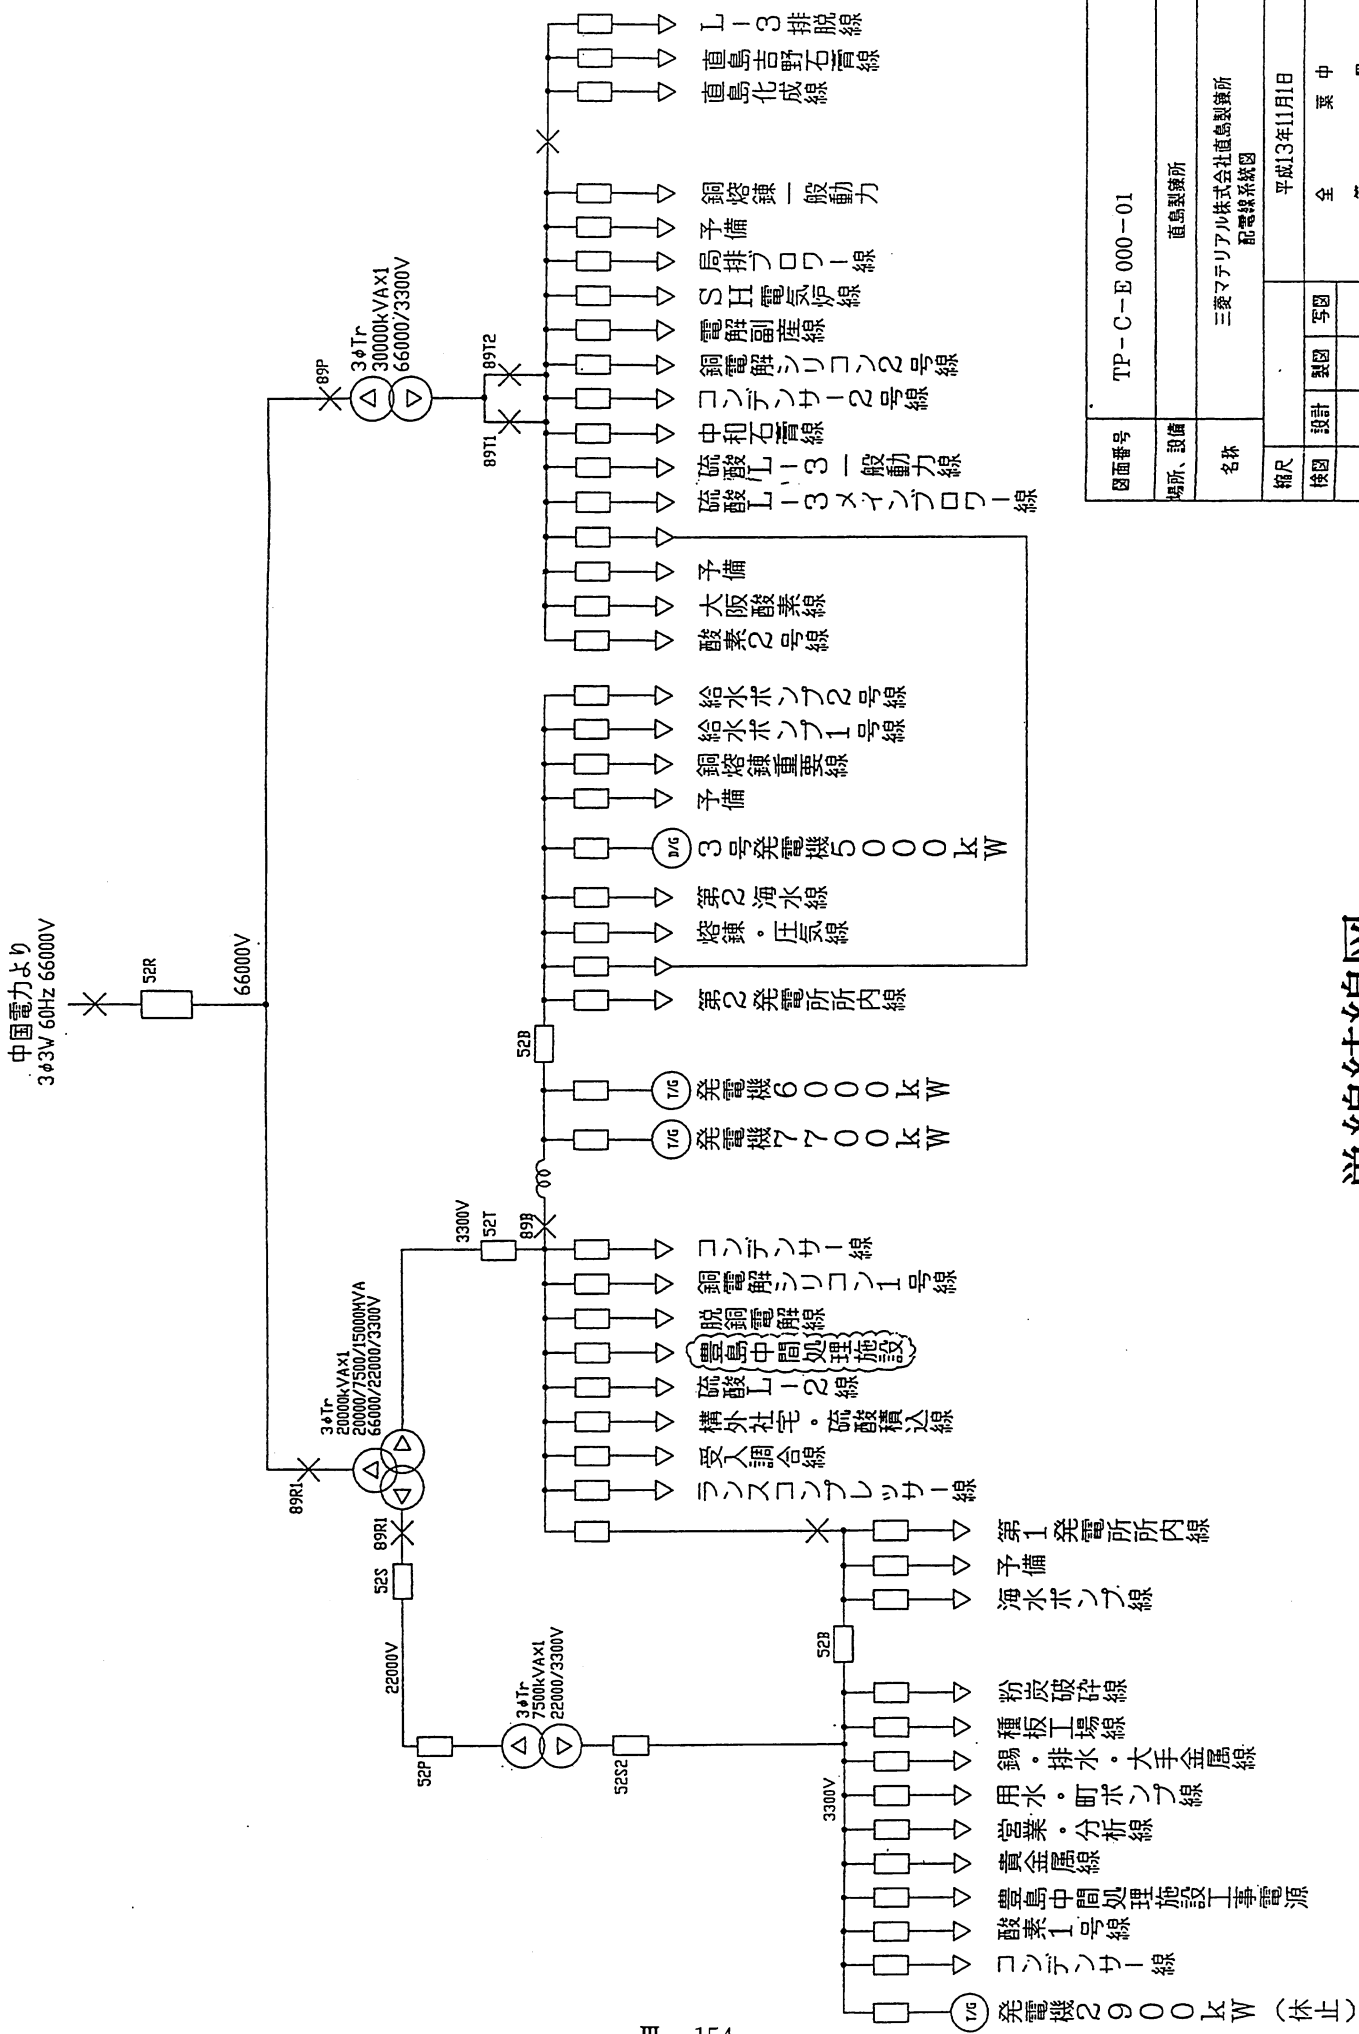 中国電力より
3φ3W 60Hz 66000V
52R
66000V
89P
3φTr
30000kVA×1
66000/3300V
89T1
89T2
L－3排脱線
直島吉野石膏線
直島化成線
銅熔錬一般動力
予備
局排ブロワー線
SH電気炉線
電解副産線
銅電解シリコン2号線
コンデンサー2号線
中和石膏線
硫酸L－3一般動力線
硫酸L－3メインブロワー線
予備
大阪酸素線
酸素2号線
給水ポンプ2号線
給水ポンプ1号線
銅熔錬重要線
予備
D/G
3号発電機5000kW
第2海水線
熔錬・圧気線
第2発電所所内線
52B
T/G
発電機6000kW
T/G
発電機7700kW
89B
3300V
52T
3φTr
20000kVA×1
20000/7500/15000MVA
66000/22000/3300V
89R1
89R1
52S
22000V
コンデンサー線
銅電解シリコン1号線
脱銅電解線
豊島中間処理施設
硫酸L－2線
構外社宅・硫酸積込線
受入調合線
ランスコンプレッサー線
52P
3φTr
7500kVA×1
22000/3300V
52S2
3300V
第1発電所所内線
予備
海水ポンプ線
52B
粉炭破砕線
種板工場線
錫・排水・大手金属線
用水・町ポンプ線
営業・分析線
貴金属線
豊島中間処理施設工事電源
酸素1号線
コンデンサー線
T/G
発電機2900kW（休止）
図面番号
TP-C-E 000-01
場所、設備
直島製錬所
名称
三菱マテリアル株式会社直島製錬所
配電線系統図
縮尺
平成13年11月1日
検図
設計
製図
写図
全 葉中
単線結線図
Ⅲ－154